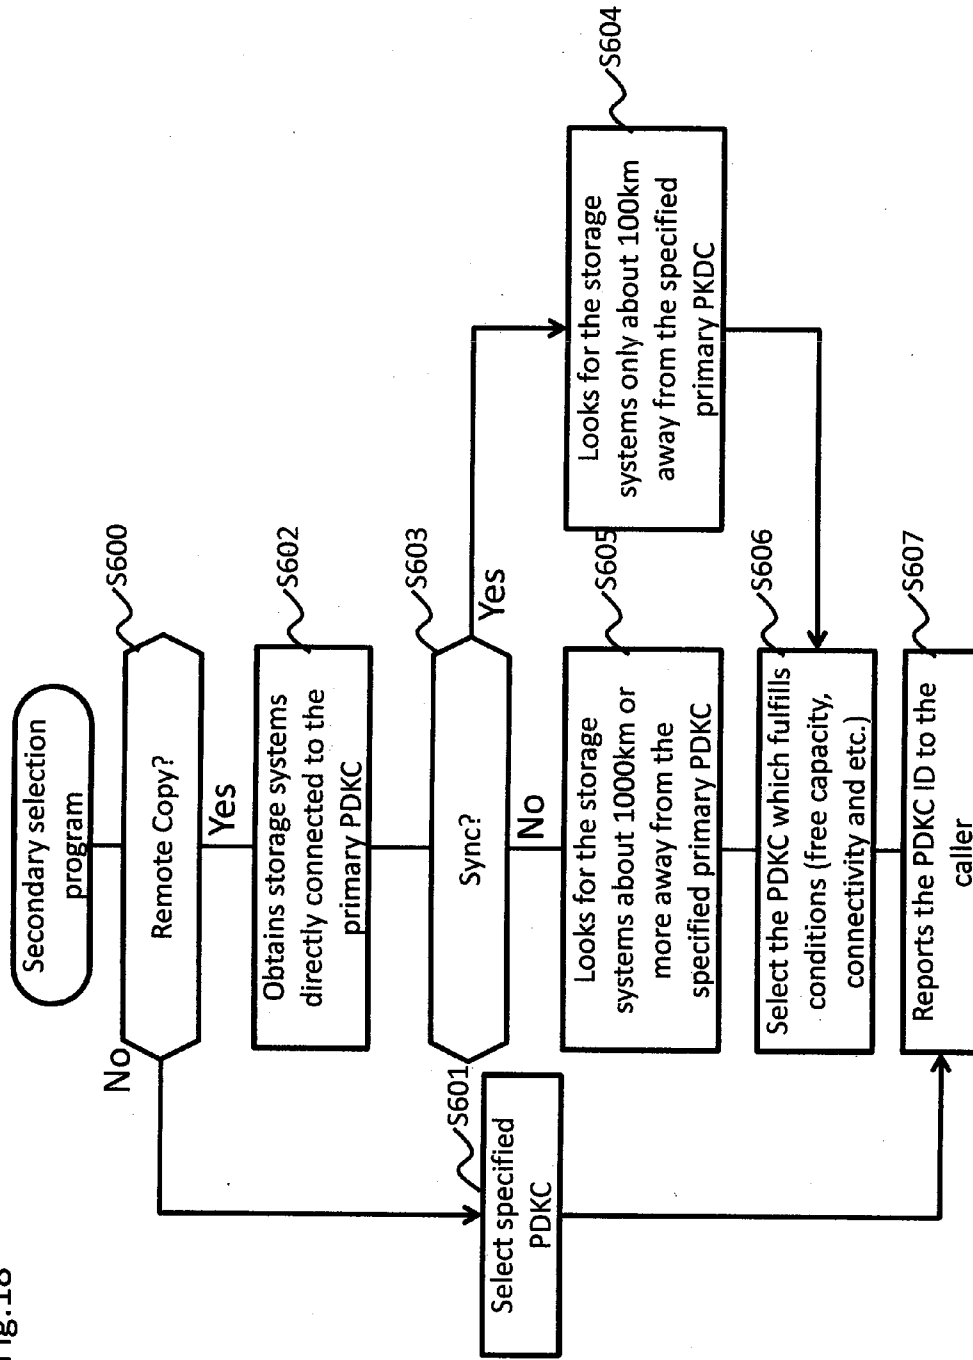 Fig.18
Secondary selection
program
S600
Remote Copy?
No
Yes
S602
Obtains storage systems
directly connected to the
primary PDKC
S603
Sync?
Yes
No
S601
Select specified
PDKC
S604
Looks for the storage
systems only about 100km
away from the specified
primary PKDC
S605
Looks for the storage
systems about 1000km or
more away from the
specified primary PDKC
S606
Select the PDKC which fulfills
conditions (free capacity,
connectivity and etc.)
S607
Reports the PDKC ID to the
caller